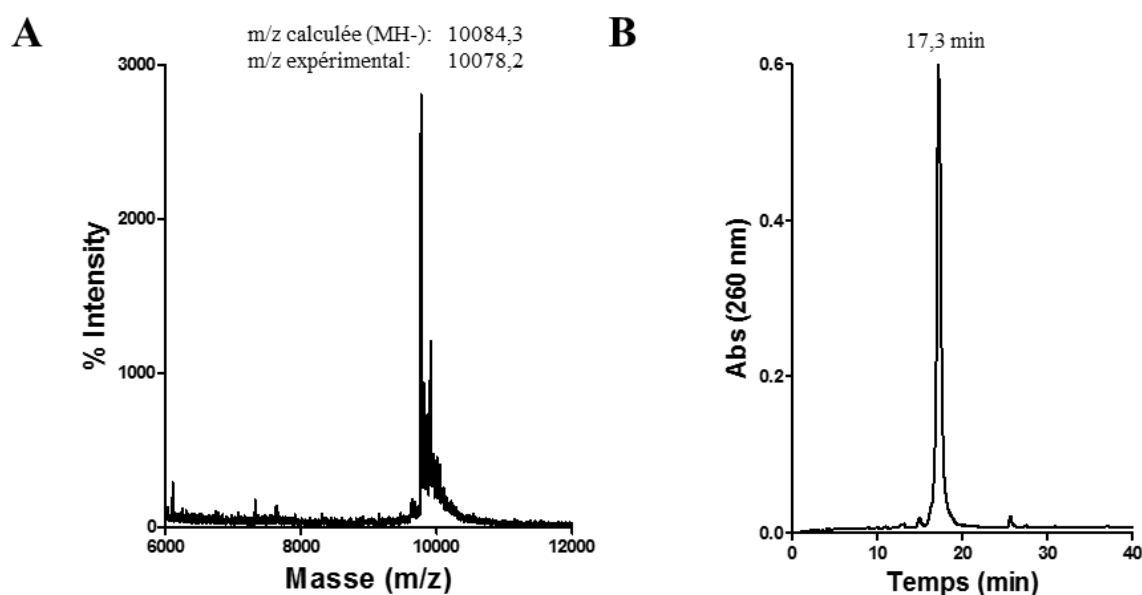 A
m/z calculée (MH-): 10084,3
m/z expérimental: 10078,2
3000
2000
1000
0
% Intensity
6000 8000 10000 12000
Masse (m/z)
B
17,3 min
0.6
0.4
0.2
0.0
Abs (260 nm)
0 10 20 30 40
Temps (min)